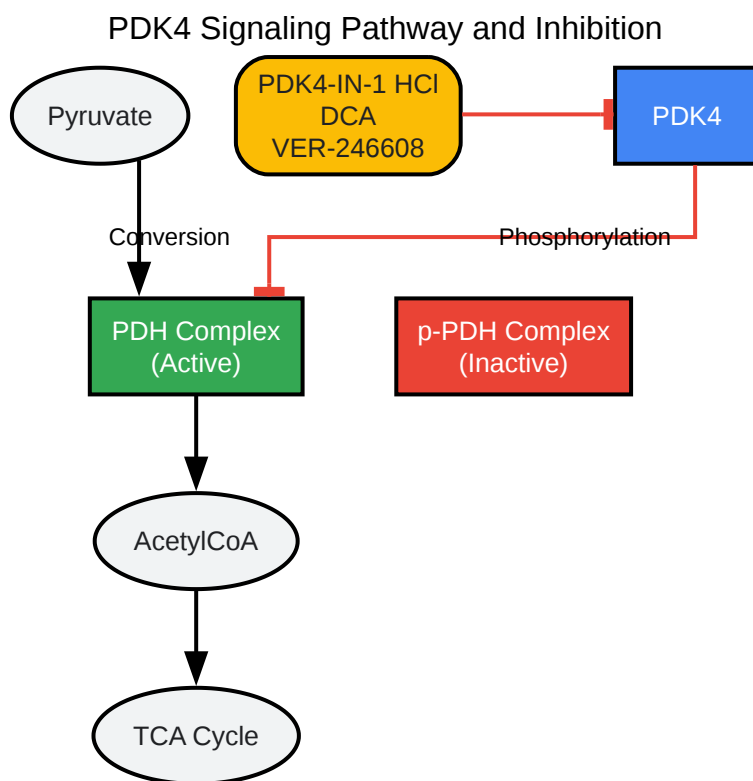 PDK4 Signaling Pathway and Inhibition
Pyruvate
PDK4-IN-1 HCl
DCA
VER-246608
PDK4
Conversion
Phosphorylation
PDH Complex
(Active)
p-PDH Complex
(Inactive)
AcetylCoA
TCA Cycle